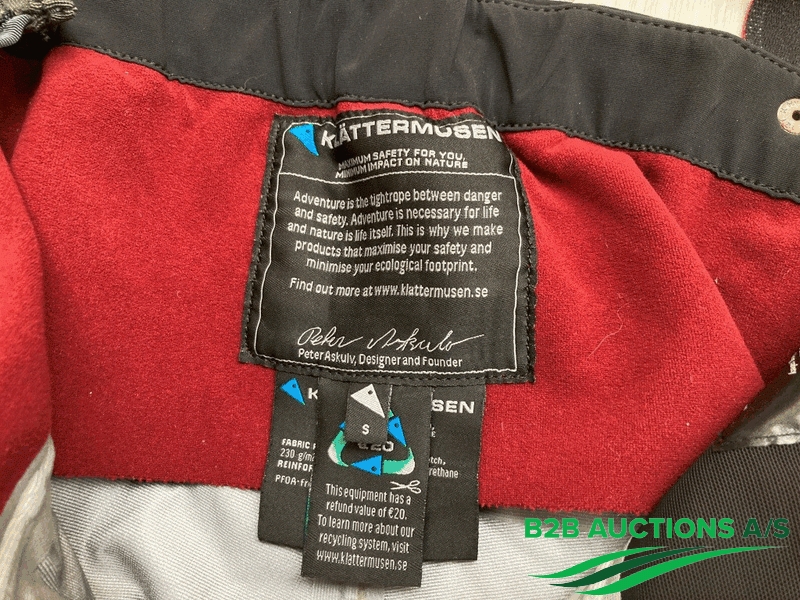 KLÄTTERMUSEN
MAXIMUM SAFETY FOR YOU,
MINIMUM IMPACT ON NATURE
Adventure is the tightrope between danger
and safety. Adventure is necessary for life
and nature is life itself. This is why we make
products that maximise your safety and
minimise your ecological footprint.
Find out more at www.klattermusen.se
Peter Askulv
Peter Askulv, Designer and Founder
K
SEN
S
€20
FABRIC
230 g/m
REINFOR
PFOA-fr
tch,
rethane
This equipment has a
refund value of €20.
To learn more about our
recycling system, visit
www.klattermusen.se
B2B AUCTIONS A/S